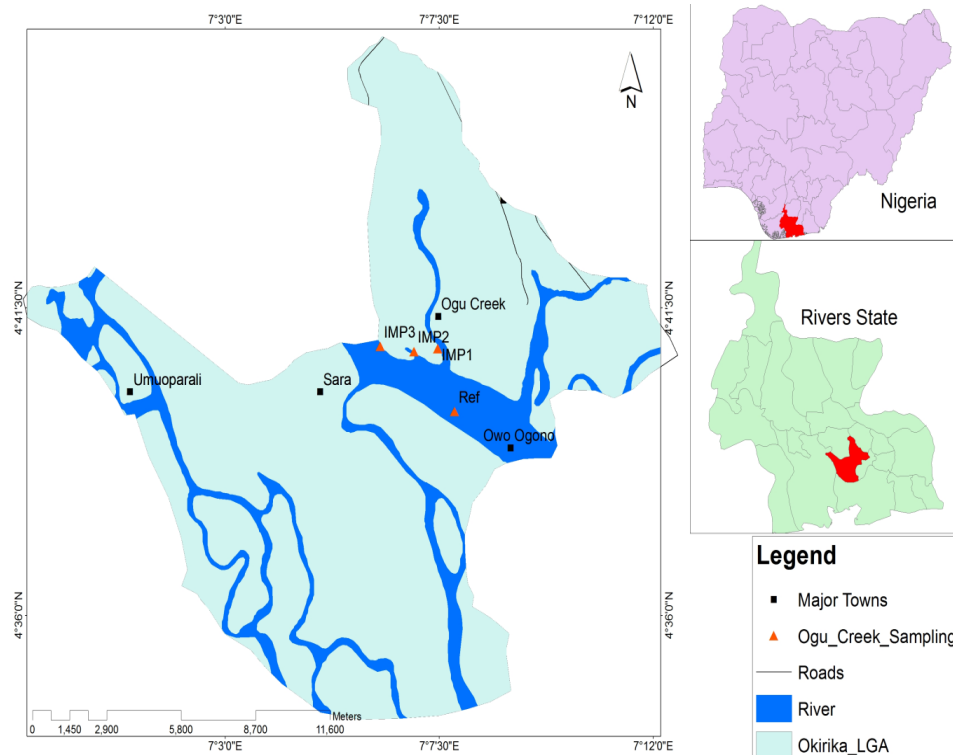 7°3'0"E
7°7'30"E
7°12'0"E
N
Nigeria
4°41'30"N
4°41'30"N
Ogu Creek
IMP3
IMP2
IMP1
Umuoparali
Sara
Ref
Owo Ogono
Rivers State
4°36'0"N
4°36'0"N
Meters
0 1,450 2,900 5,800 8,700 11,600
7°3'0"E
7°7'30"E
7°12'0"E
Legend
Major Towns
Ogu_Creek_Sampling
Roads
River
Okirika_LGA